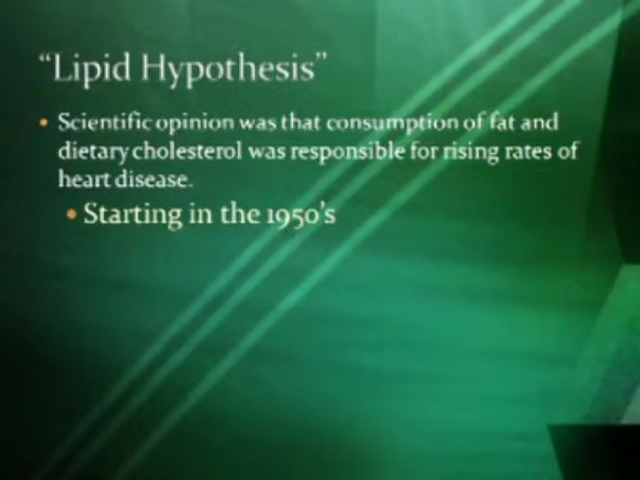 “Lipid Hypothesis”
• Scientific opinion was that consumption of fat and
dietary cholesterol was responsible for rising rates of
heart disease.
• Starting in the 1950’s